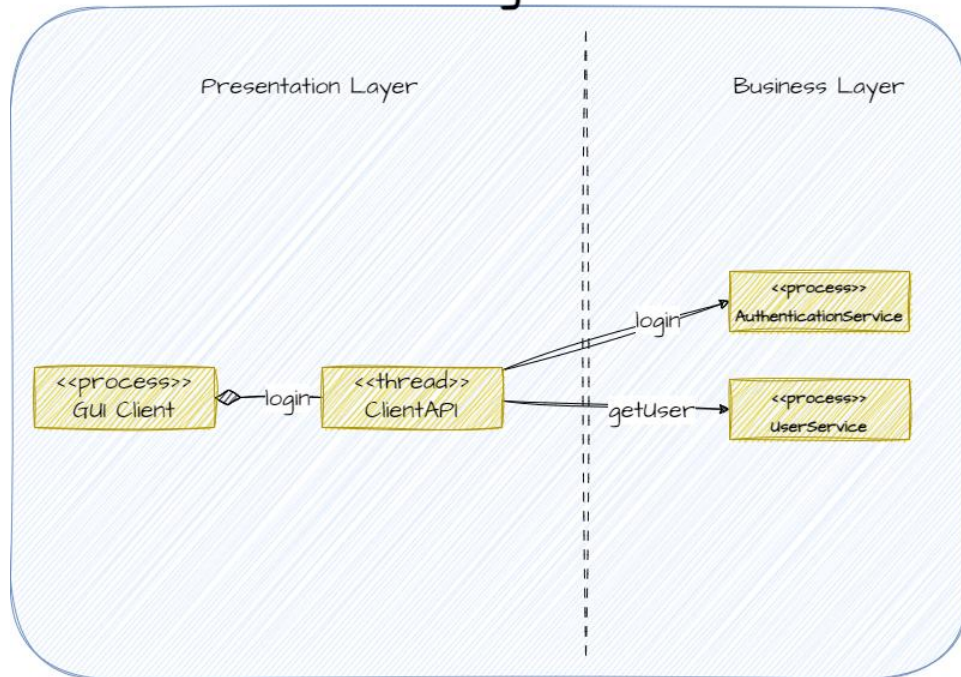 Presentation Layer
Business Layer
<<process>>
AuthenticationService
login
<<process>>
GUI Client
login
<<thread>>
ClientAPI
getUser
<<process>>
UserService